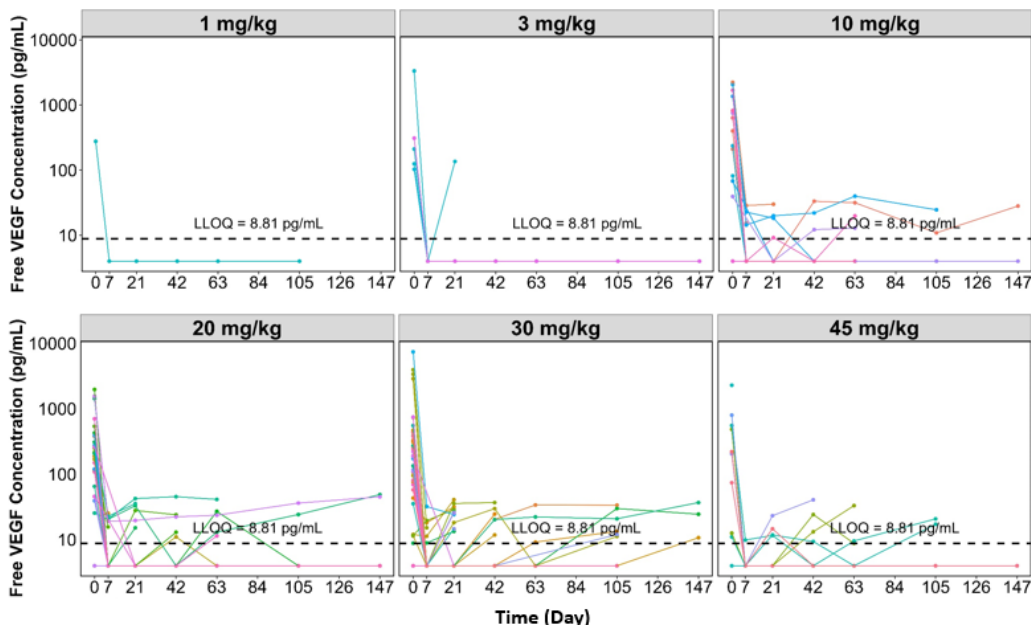 1 mg/kg 3 mg/kg 10 mg/kg
Free VEGF Concentration (pg/mL)
10000
1000
100
10
LLOQ = 8.81 pg/mL LLOQ = 8.81 pg/mL LLOQ = 8.81 pg/mL
0 7 21 42 63 84 105 126 147 0 7 21 42 63 84 105 126 147 0 7 21 42 63 84 105 126 147
20 mg/kg 30 mg/kg 45 mg/kg
Free VEGF Concentration (pg/mL)
10000
1000
100
10
LLOQ = 8.81 pg/mL LLOQ = 8.81 pg/mL LLOQ = 8.81 pg/mL
0 7 21 42 63 84 105 126 147 0 7 21 42 63 84 105 126 147 0 7 21 42 63 84 105 126 147
Time (Day)